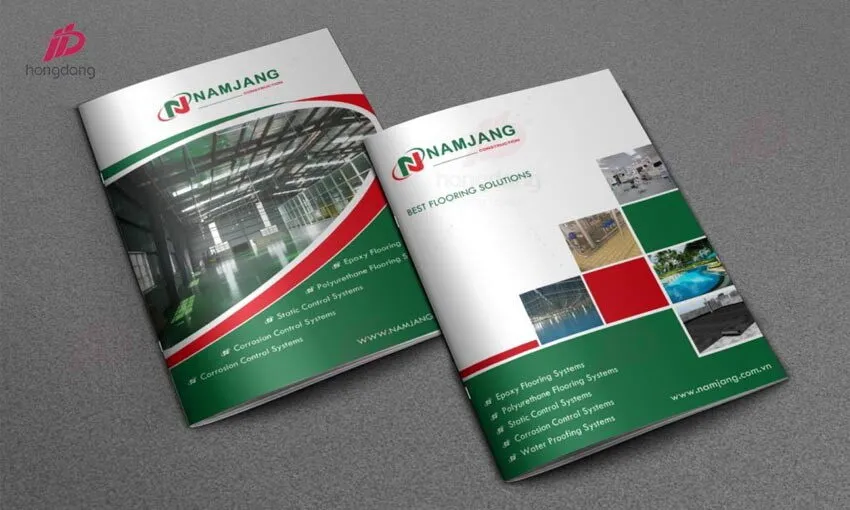 hongdang
NAMJANG
CONSTRUCTION
Epoxy Flooring
Polyurethane Flooring S
Static Control Systems
Corrosion Control Systems
Corrosion Control Systems
WWW.NAMJANG
NAMJANG
CONSTRUCTION
BEST FLOORING SOLUTIONS
Epoxy Flooring Systems
Polyurethane Flooring Systems
Static Control Systems
Corrosion Control Systems
Water Proofing Systems
www.namjang.com.vn